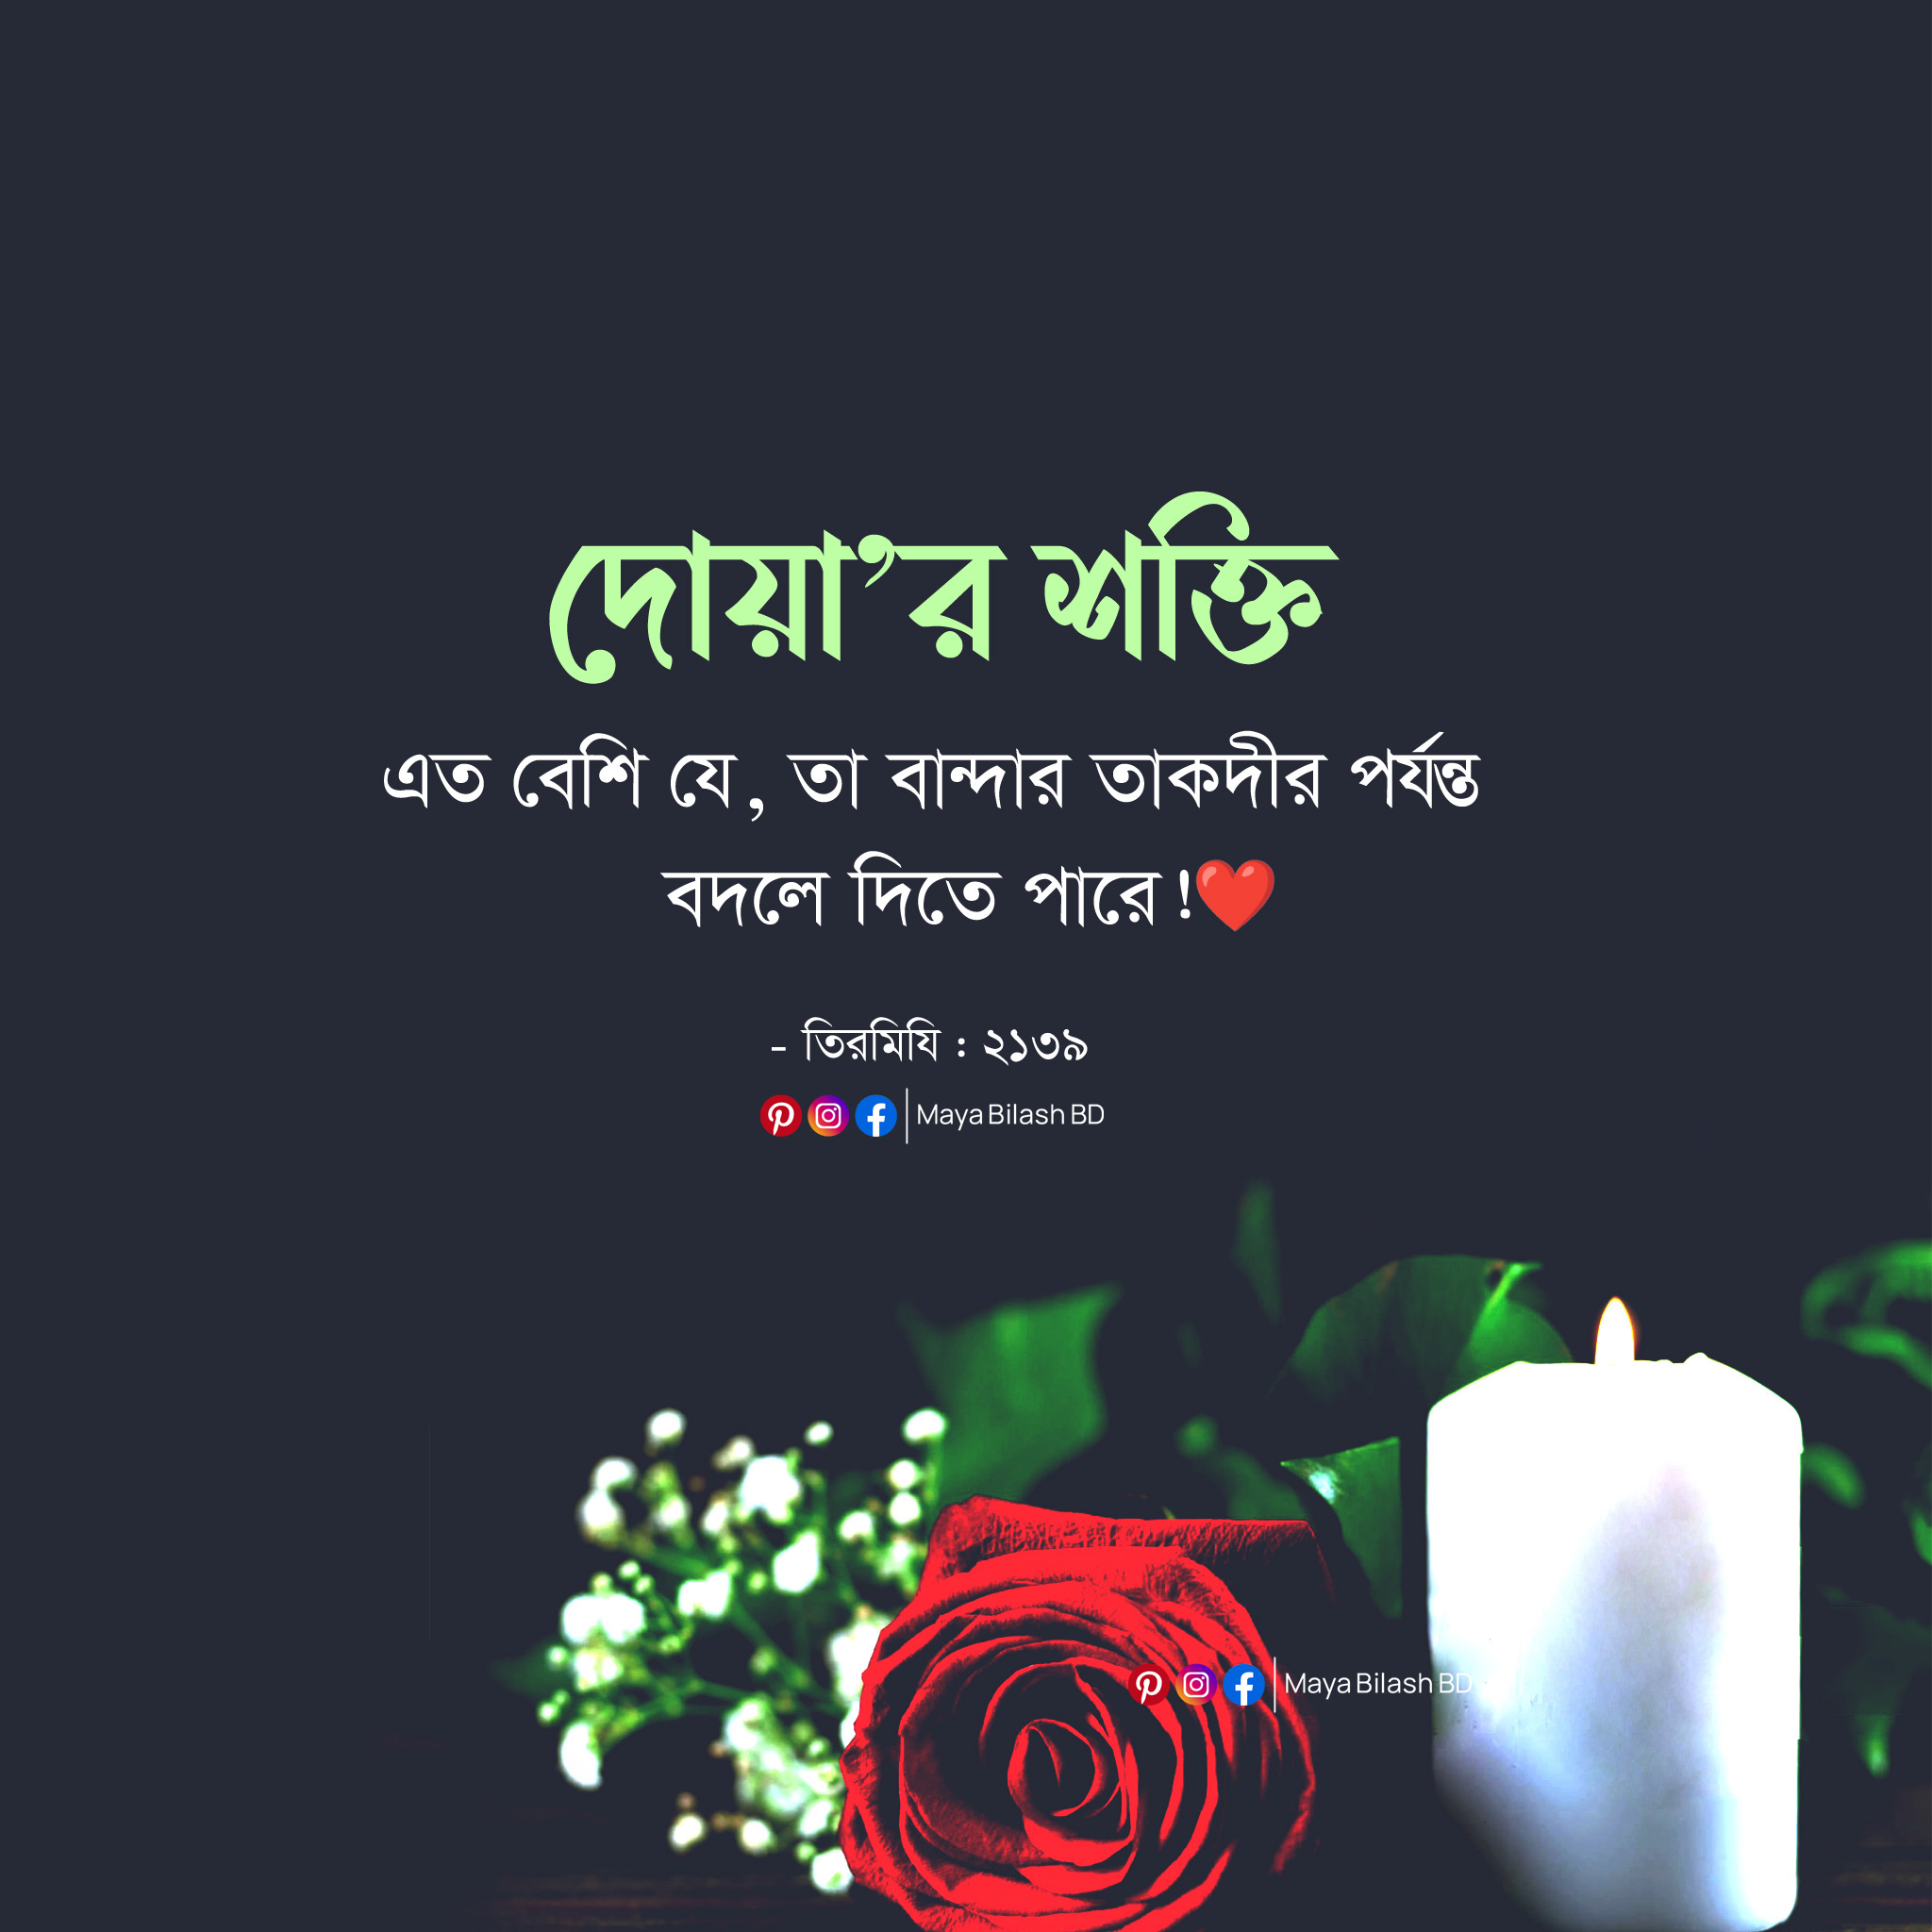 দোয়া’র শক্তি
এত বেশি যে, তা বান্দার তাকদীর পর্যন্ত
বদলে দিতে পারে !❤️
- তিরমিযি : ২১৩৯
Maya Bilash BD
Maya Bilash BD